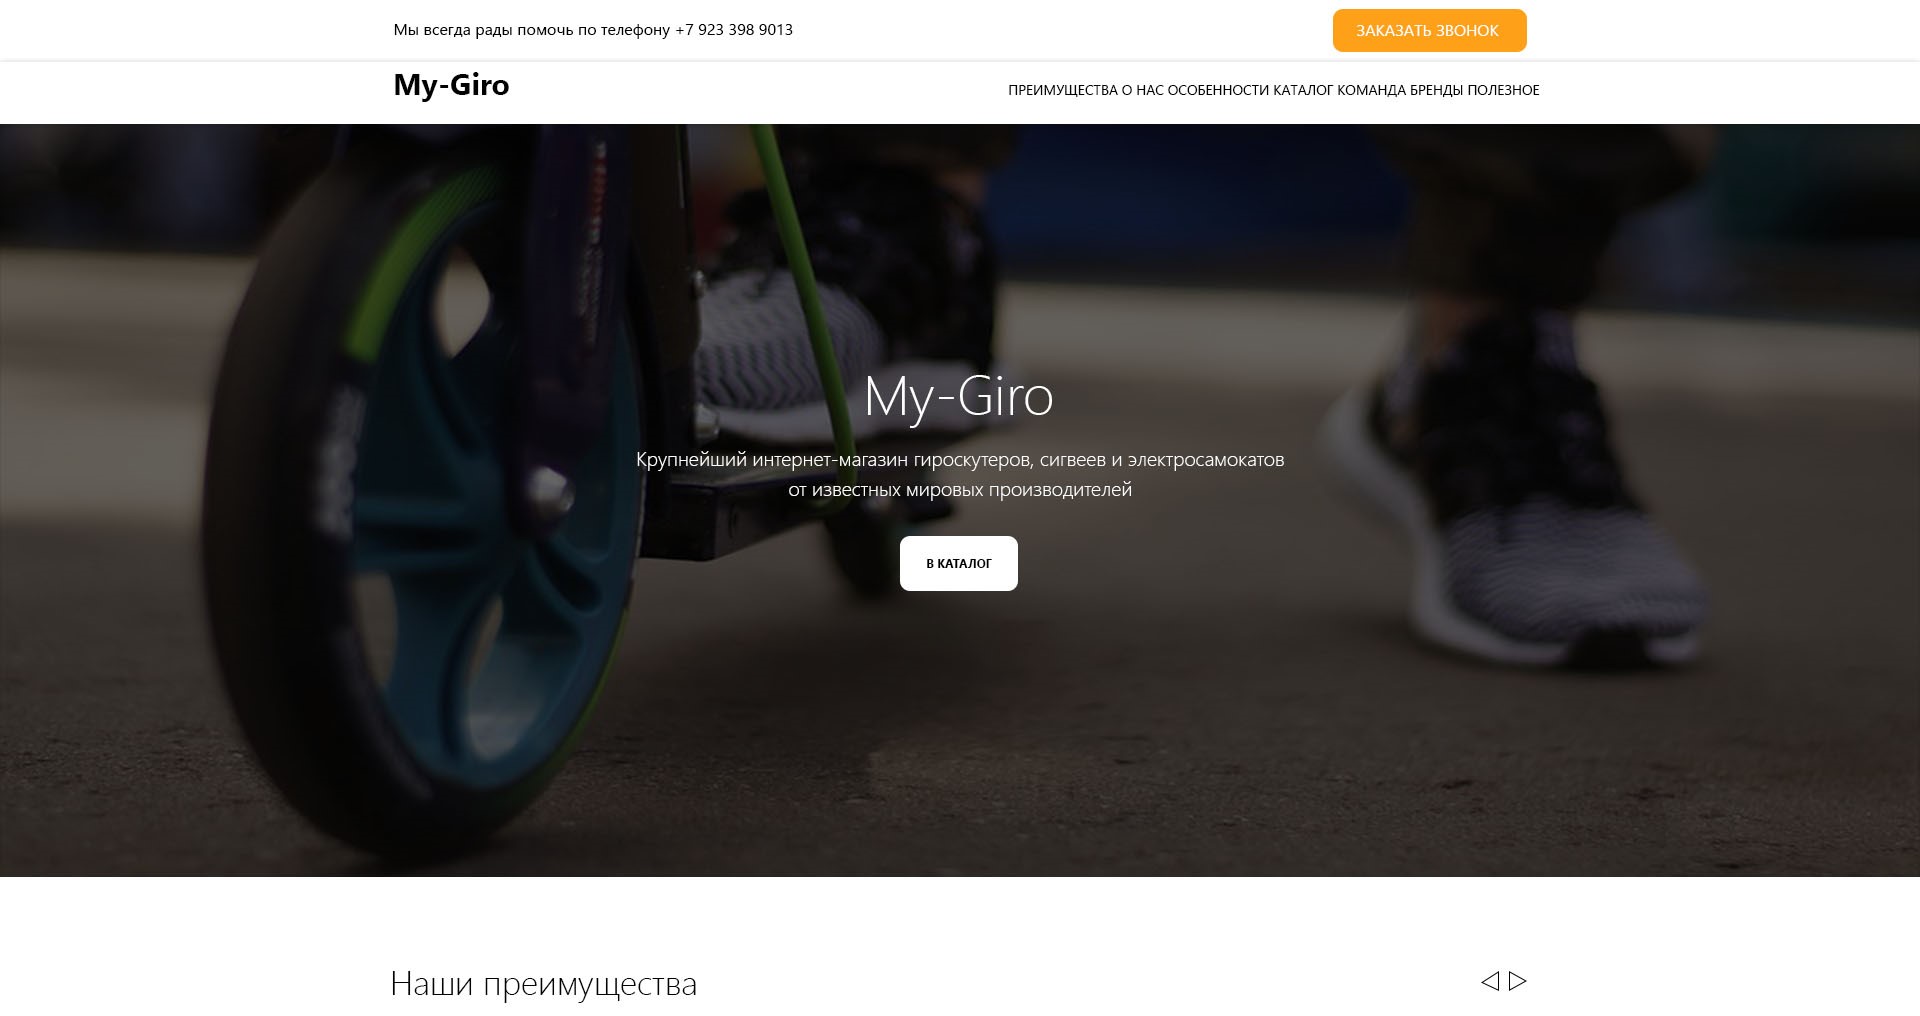 Мы всегда рады помочь по телефону +7 923 398 9013
ЗАКАЗАТЬ ЗВОНОК
My-Giro
ПРЕИМУЩЕСТВА О НАС ОСОБЕННОСТИ КАТАЛОГ КОМАНДА БРЕНДЫ ПОЛЕЗНОЕ
My-Giro
Крупнейший интернет-магазин гироскутеров, сигвеев и электросамокатов
от известных мировых производителей
В КАТАЛОГ
Наши преимущества